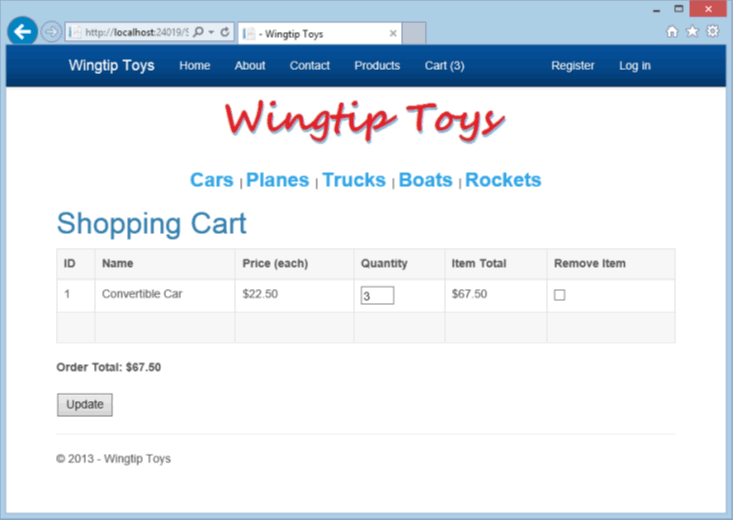 http://localhost:24019/S
- Wingtip Toys
Wingtip Toys Home About Contact Products Cart (3) Register Log in
Wingtip Toys
Cars | Planes | Trucks | Boats | Rockets
Shopping Cart
ID Name Price (each) Quantity Item Total Remove Item
1 Convertible Car $22.50 3 $67.50
Order Total: $67.50
Update
© 2013 - Wingtip Toys